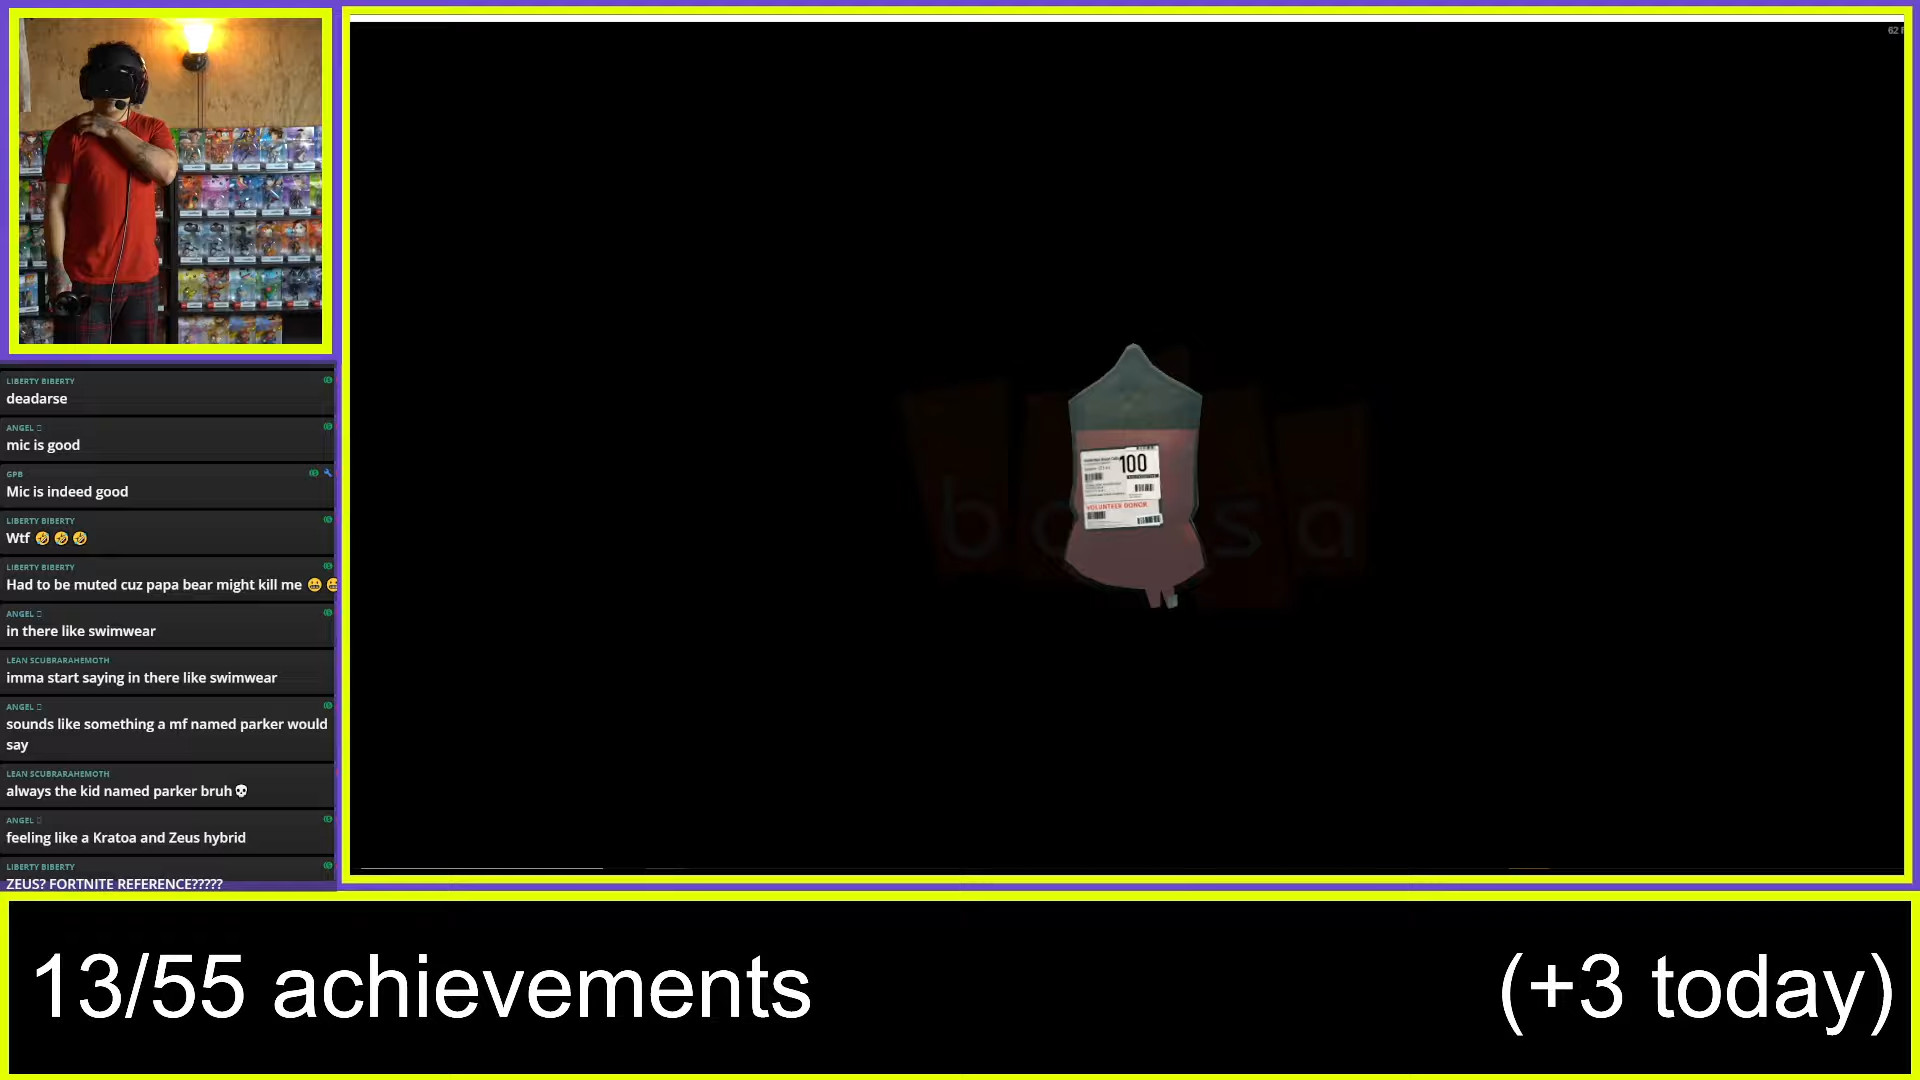 LIBERTY BIBERTY
deadarse
ANGEL
mic is good
GPB
Mic is indeed good
LIBERTY BIBERTY
Wtf 🤣🤣🤣
LIBERTY BIBERTY
Had to be muted cuz papa bear might kill me 😬😬
ANGEL
in there like swimwear
LEAN SCUBRARAHEMOTH
imma start saying in there like swimwear
ANGEL
sounds like something a mf named parker would
say
LEAN SCUBRARAHEMOTH
always the kid named parker bruh💀
ANGEL
feeling like a Kratoa and Zeus hybrid
LIBERTY BIBERTY
ZEUS? FORTNITE REFERENCE?????
62 F
100
VOLUNTEER DONOR
13/55 achievements
(+3 today)